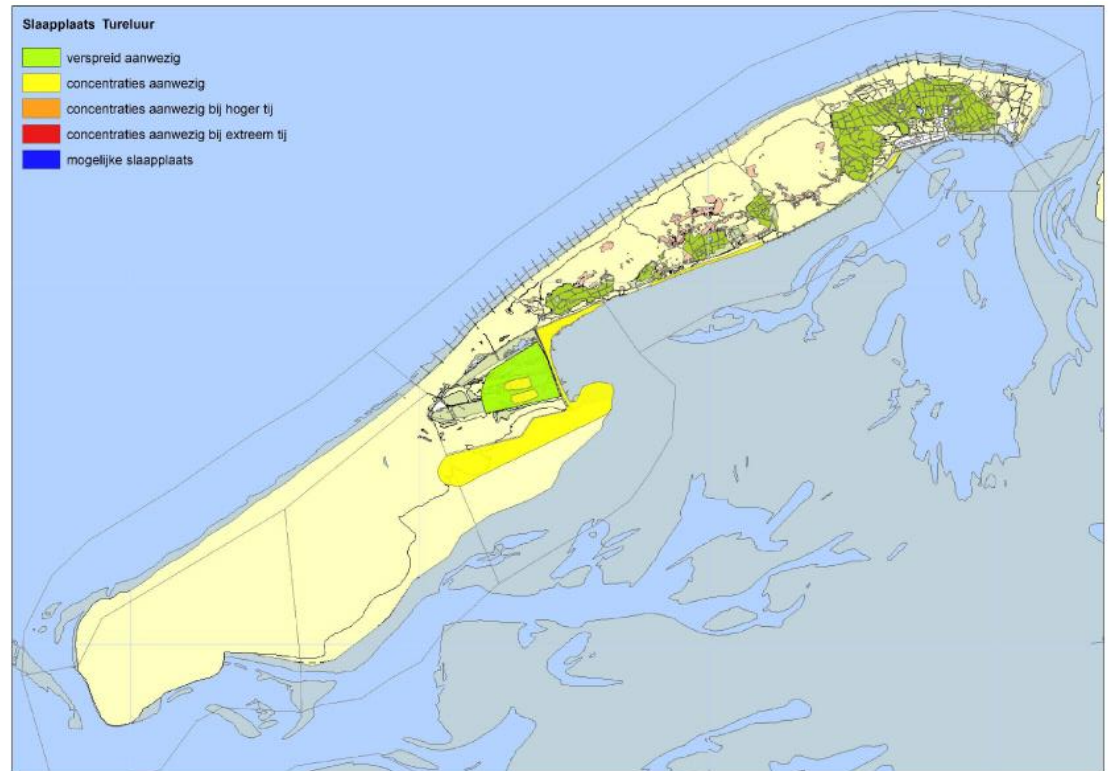 Slaapplaats Tureluur
verspreid aanwezig
concentraties aanwezig
concentraties aanwezig bij hoger tij
concentraties aanwezig bij extreem tij
mogelijke slaapplaats